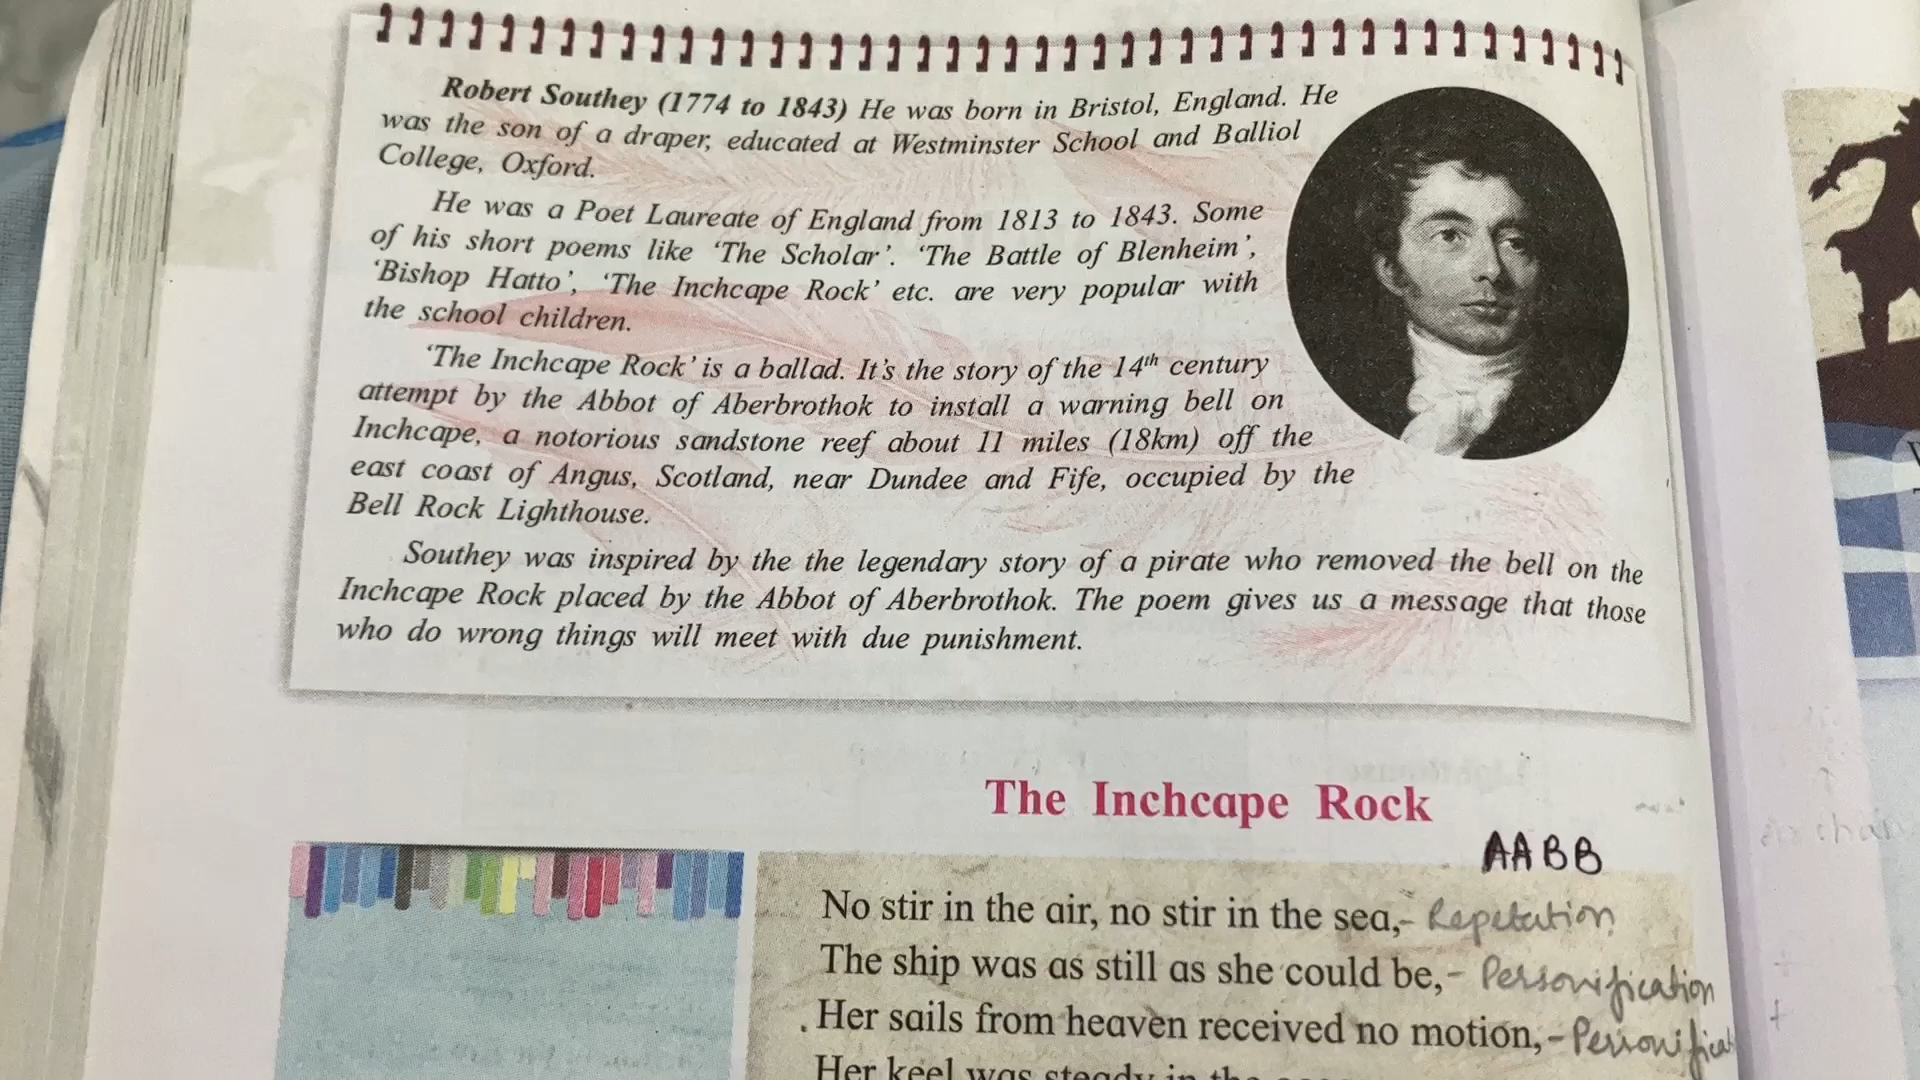 Robert Southey (1774 to 1843) He was born in Bristol, England. He
was the son of a draper, educated at Westminster School and Balliol
College, Oxford.
He was a Poet Laureate of England from 1813 to 1843. Some
of his short poems like ‘The Scholar’. ‘The Battle of Blenheim’,
‘Bishop Hatto’, ‘The Inchcape Rock’ etc. are very popular with
the school children.
‘The Inchcape Rock’ is a ballad. It’s the story of the 14th century
attempt by the Abbot of Aberbrothok to install a warning bell on
Inchcape, a notorious sandstone reef about 11 miles (18km) off the
east coast of Angus, Scotland, near Dundee and Fife, occupied by the
Bell Rock Lighthouse.
Southey was inspired by the the legendary story of a pirate who removed the bell on the
Inchcape Rock placed by the Abbot of Aberbrothok. The poem gives us a message that those
who do wrong things will meet with due punishment.
The Inchcape Rock
AABB
No stir in the air, no stir in the sea,- Repetation
The ship was as still as she could be,- Personification
Her sails from heaven received no motion,-
Her keel was steady in the